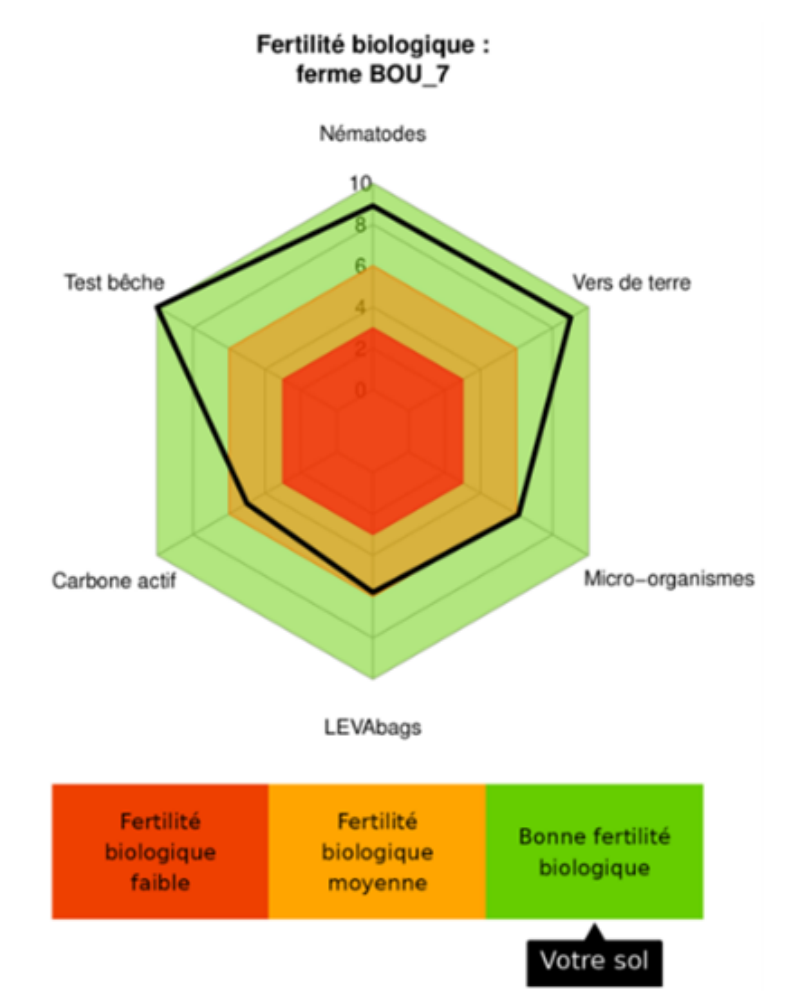 Fertilité biologique :
ferme BOU_7
Nématodes
10
8
Test bêche
Vers de terre
6
4
2
0
Carbone actif
Micro−organismes
LEVAbags
Fertilité
biologique
faible
Fertilité
biologique
moyenne
Bonne fertilité
biologique
Votre sol